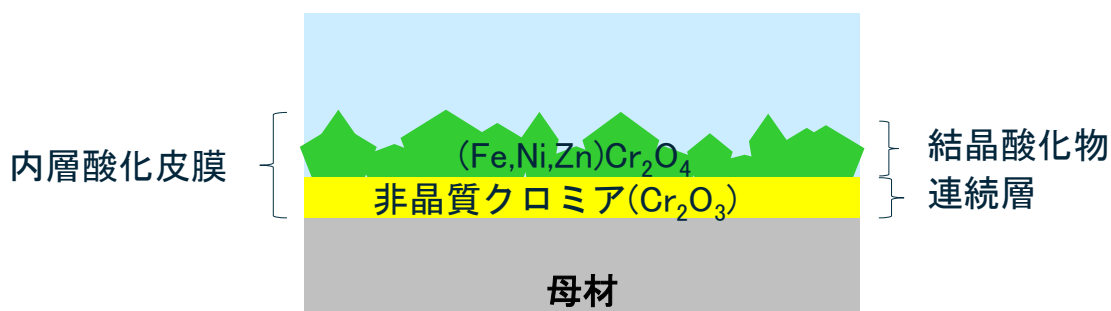 内層酸化皮膜
(Fe,Ni,Zn)Cr₂O₄
非晶質クロミア(Cr₂O₃)
母材
結晶酸化物
連続層